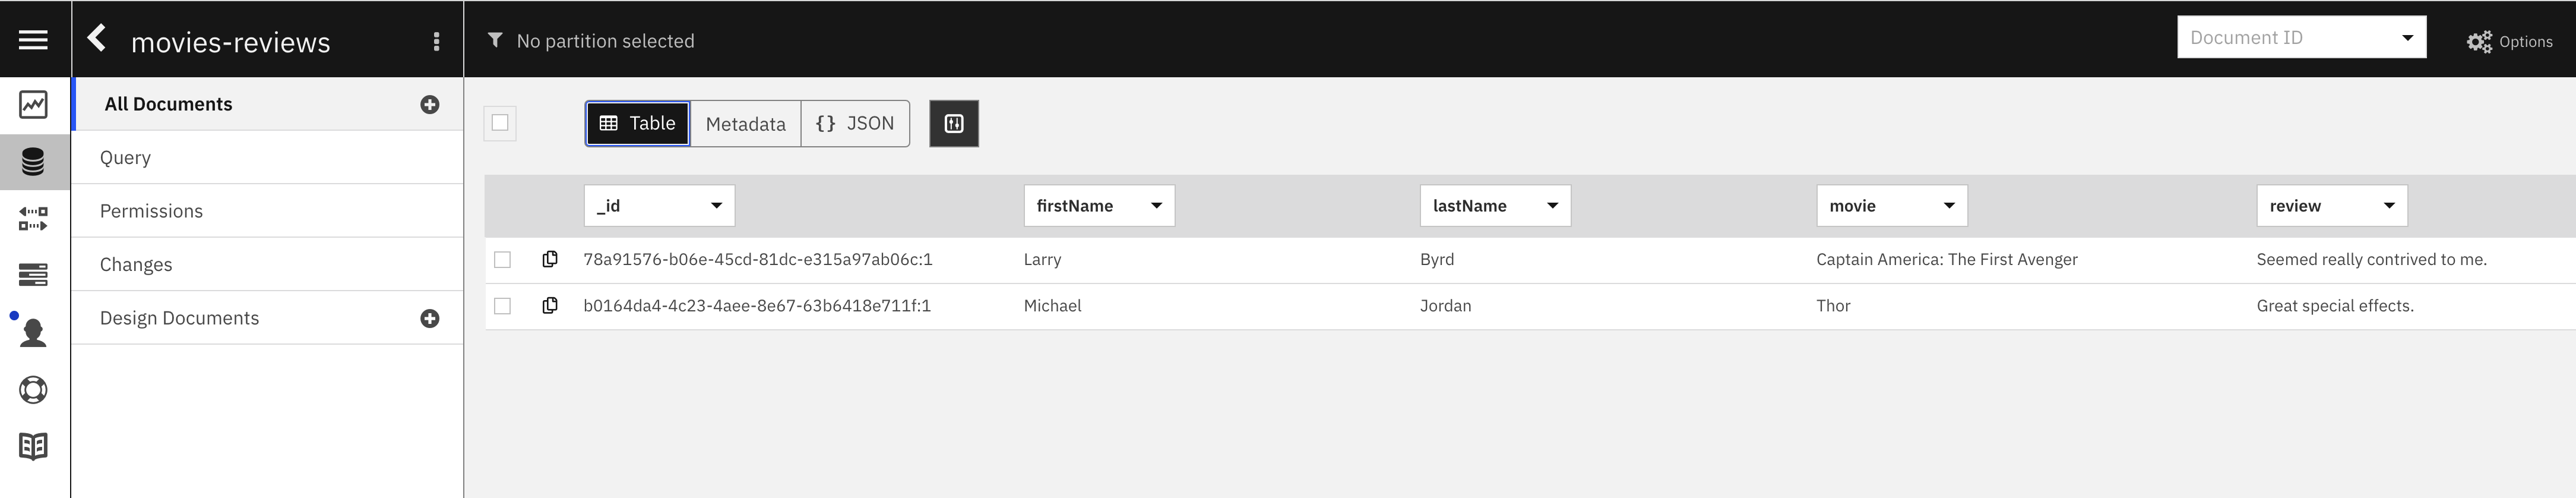 movies-reviews
No partition selected
Document ID
Options
All Documents
Query
Permissions
Changes
Design Documents
Table Metadata {} JSON
_id firstName lastName movie review
78a91576-b06e-45cd-81dc-e315a97ab06c:1 Larry Byrd Captain America: The First Avenger Seemed really contrived to me.
b0164da4-4c23-4aee-8e67-63b6418e711f:1 Michael Jordan Thor Great special effects.